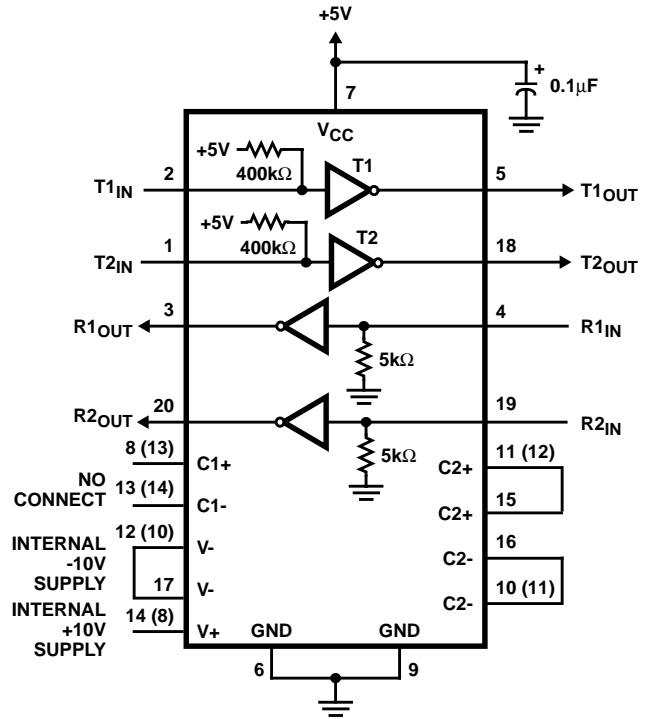 +5V
+
0.1µF
7
VCC
+5V
400kΩ
T1
2
5
T1IN
T1OUT
+5V
400kΩ
T2
1
18
T2IN
T2OUT
3
4
R1OUT
R1IN
5kΩ
20
19
R2OUT
R2IN
5kΩ
8 (13)
C1+
11 (12)
C2+
NO
CONNECT
13 (14)
C1-
15
C2+
12 (10)
V-
16
C2-
INTERNAL
-10V
SUPPLY
17
V-
10 (11)
C2-
INTERNAL
+10V
SUPPLY
14 (8)
V+
GND
GND
6
9